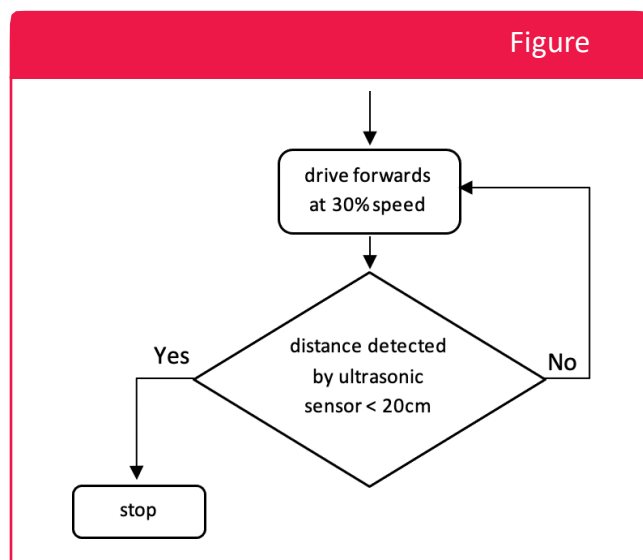 Figure
drive forwards
at 30% speed
distance detected
by ultrasonic
sensor < 20cm
Yes
No
stop